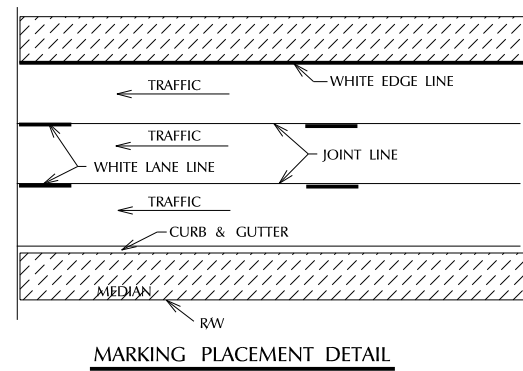 TRAFFIC
WHITE EDGE LINE
TRAFFIC
WHITE LANE LINE
JOINT LINE
TRAFFIC
CURB & GUTTER
MEDIAN
R/W
MARKING PLACEMENT DETAIL